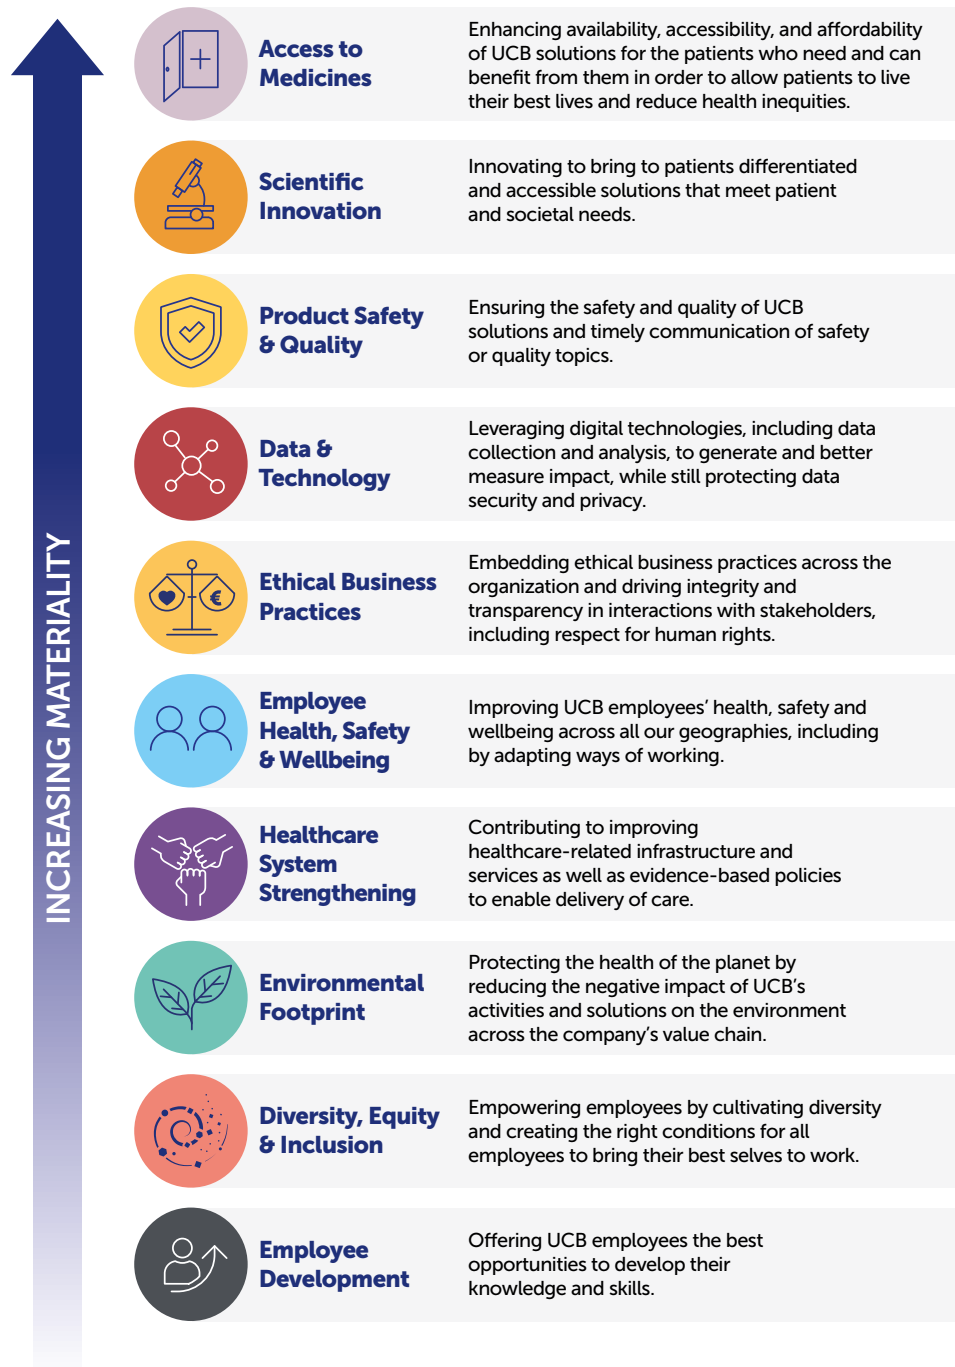 INCREASING MATERIALITY
Access to
Medicines
Enhancing availability, accessibility, and affordability
of UCB solutions for the patients who need and can
benefit from them in order to allow patients to live
their best lives and reduce health inequities.
Scientific
Innovation
Innovating to bring to patients differentiated
and accessible solutions that meet patient
and societal needs.
Product Safety
& Quality
Ensuring the safety and quality of UCB
solutions and timely communication of safety
or quality topics.
Data &
Technology
Leveraging digital technologies, including data
collection and analysis, to generate and better
measure impact, while still protecting data
security and privacy.
€
Ethical Business
Practices
Embedding ethical business practices across the
organization and driving integrity and
transparency in interactions with stakeholders,
including respect for human rights.
Employee
Health, Safety
& Wellbeing
Improving UCB employees’ health, safety and
wellbeing across all our geographies, including
by adapting ways of working.
Healthcare
System
Strengthening
Contributing to improving
healthcare-related infrastructure and
services as well as evidence-based policies
to enable delivery of care.
Environmental
Footprint
Protecting the health of the planet by
reducing the negative impact of UCB’s
activities and solutions on the environment
across the company’s value chain.
Diversity, Equity
& Inclusion
Empowering employees by cultivating diversity
and creating the right conditions for all
employees to bring their best selves to work.
Employee
Development
Offering UCB employees the best
opportunities to develop their
knowledge and skills.